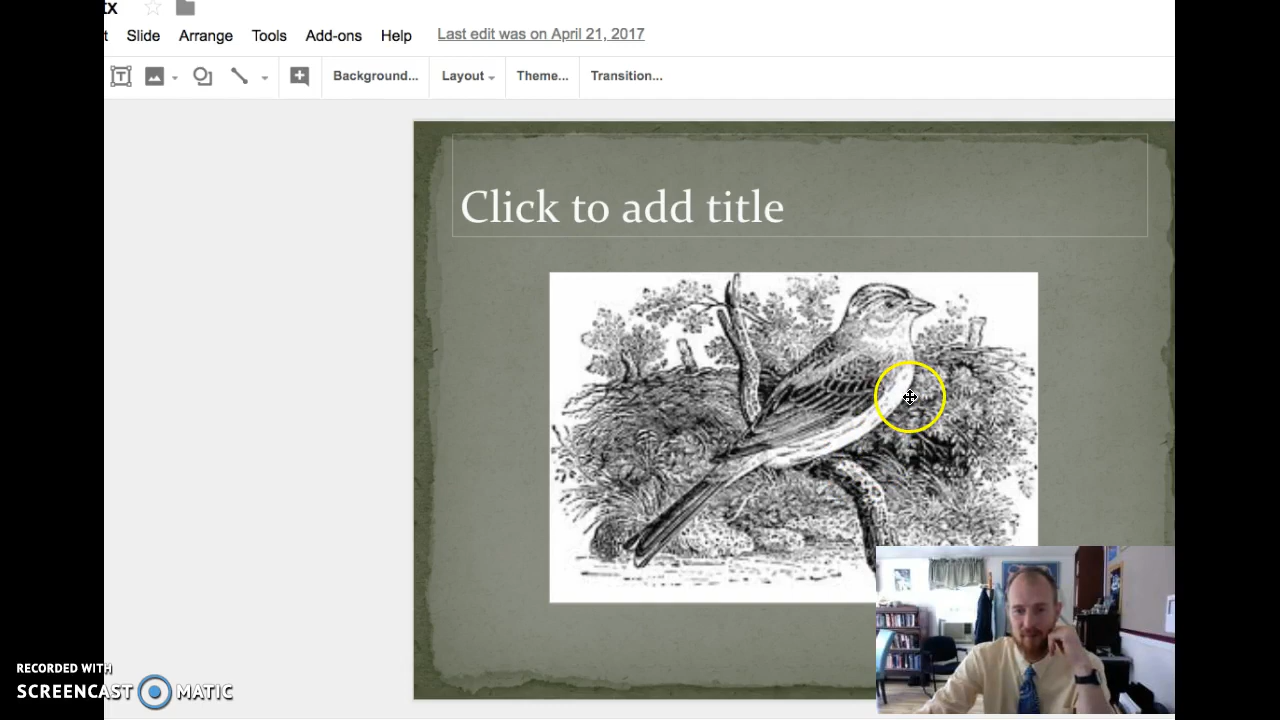 tx
t Slide Arrange Tools Add-ons Help Last edit was on April 21, 2017
Background... Layout Theme... Transition...
Click to add title
RECORDED WITH
SCREENCAST MATIC